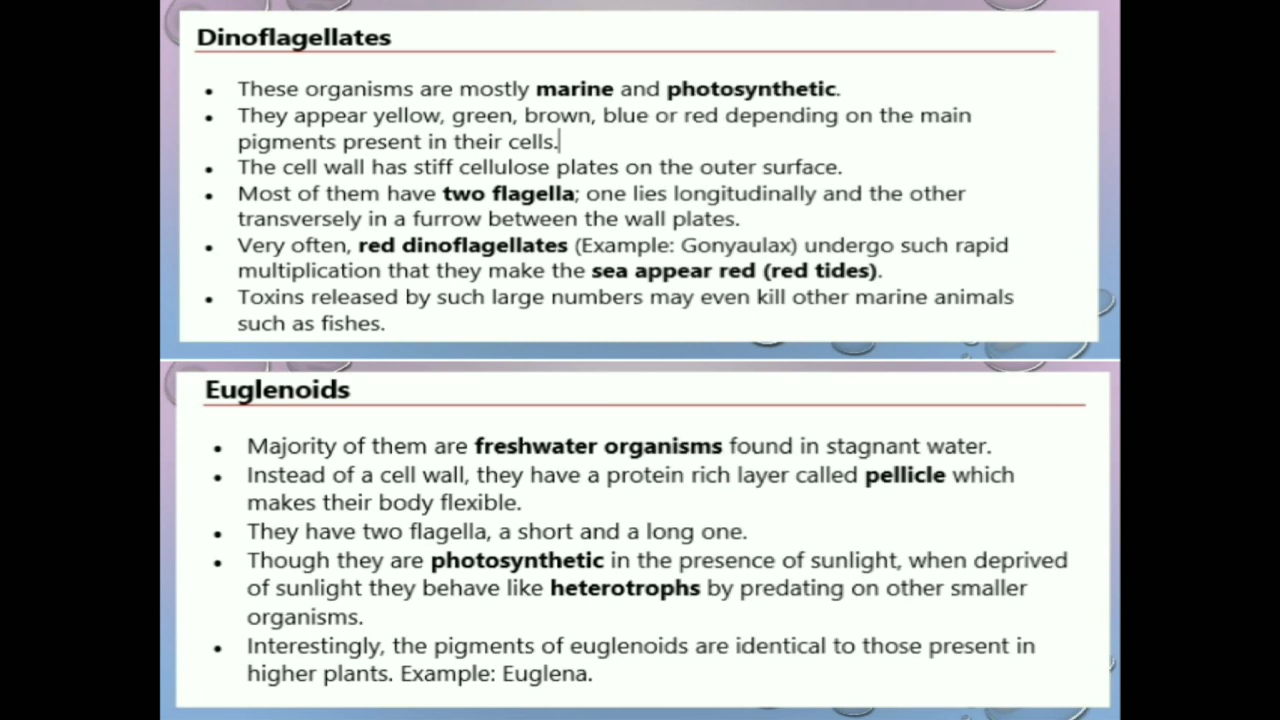 Dinoflagellates
• These organisms are mostly marine and photosynthetic.
• They appear yellow, green, brown, blue or red depending on the main
pigments present in their cells.
• The cell wall has stiff cellulose plates on the outer surface.
• Most of them have two flagella; one lies longitudinally and the other
transversely in a furrow between the wall plates.
• Very often, red dinoflagellates (Example: Gonyaulax) undergo such rapid
multiplication that they make the sea appear red (red tides).
• Toxins released by such large numbers may even kill other marine animals
such as fishes.
Euglenoids
• Majority of them are freshwater organisms found in stagnant water.
• Instead of a cell wall, they have a protein rich layer called pellicle which
makes their body flexible.
• They have two flagella, a short and a long one.
• Though they are photosynthetic in the presence of sunlight, when deprived
of sunlight they behave like heterotrophs by predating on other smaller
organisms.
• Interestingly, the pigments of euglenoids are identical to those present in
higher plants. Example: Euglena.